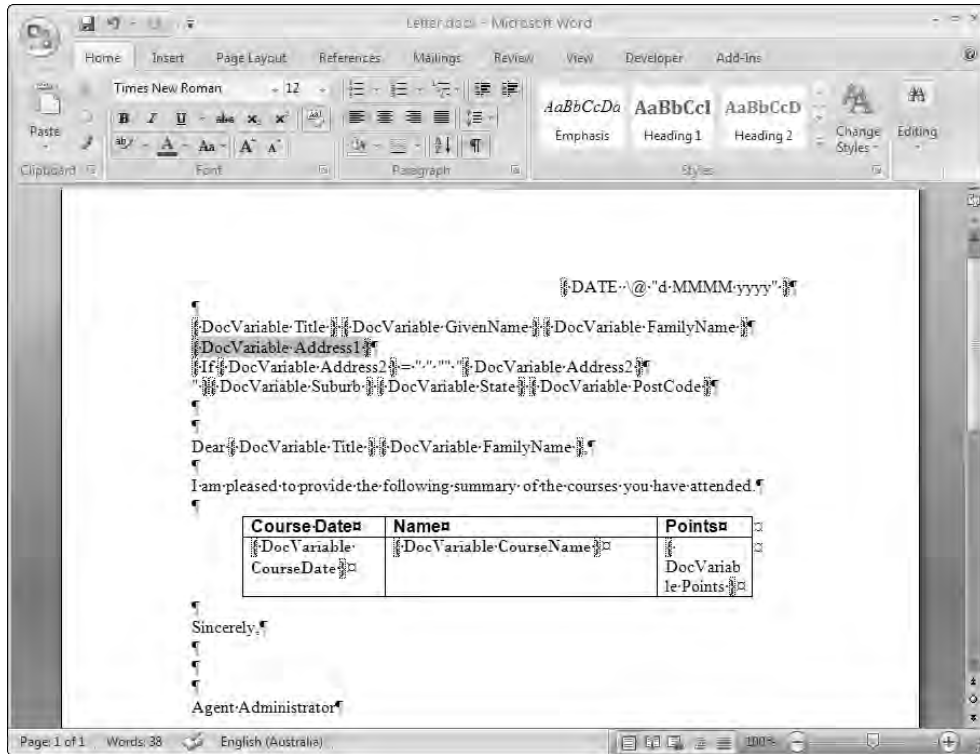 Letter.docx - Microsoft Word
Home Insert Page Layout References Mailings Review View Developer Add-Ins
Times New Roman 12
Paste
B I U abc x x Aa A A
AaBbCcDa AaBbCcI AaBbCcD
Emphasis Heading 1 Heading 2
Change Styles
Editing
Clipboard Font Paragraph Styles
{·DATE··\@·"d·MMMM·yyyy"·}¶
¶
{·DocVariable·Title·}·{·DocVariable·GivenName·}·{·DocVariable·FamilyName·}¶
{·DocVariable·Address1·}¶
{·If·{·DocVariable·Address2·}·=·"·"·""·"{·DocVariable·Address2·}¶
"·}{·DocVariable·Suburb·}·{·DocVariable·State·}·{·DocVariable·PostCode·}¶
¶
¶
Dear·{·DocVariable·Title·}·{·DocVariable·FamilyName·},¶
¶
I·am·pleased·to·provide·the·following·summary·of·the·courses·you·have·attended.¶
¶
Course·Date¤ Name¤ Points¤ ¤
{·DocVariable· {·DocVariable·CourseName·}¤ {· ¤
CourseDate·}¤ DocVariab
le·Points·}¤
¶
Sincerely,¶
¶
¶
¶
Agent·Administrator¶
Page: 1 of 1 Words: 38 English (Australia) 100%